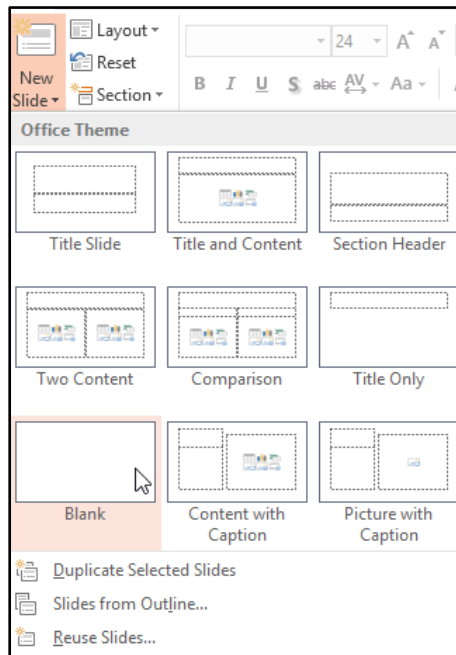 New
Slide
Layout
Reset
Section
24
A A
B I U S abc AV Aa
Office Theme
Title Slide
Title and Content
Section Header
Two Content
Comparison
Title Only
Blank
Content with
Caption
Picture with
Caption
Duplicate Selected Slides
Slides from Outline...
Reuse Slides...